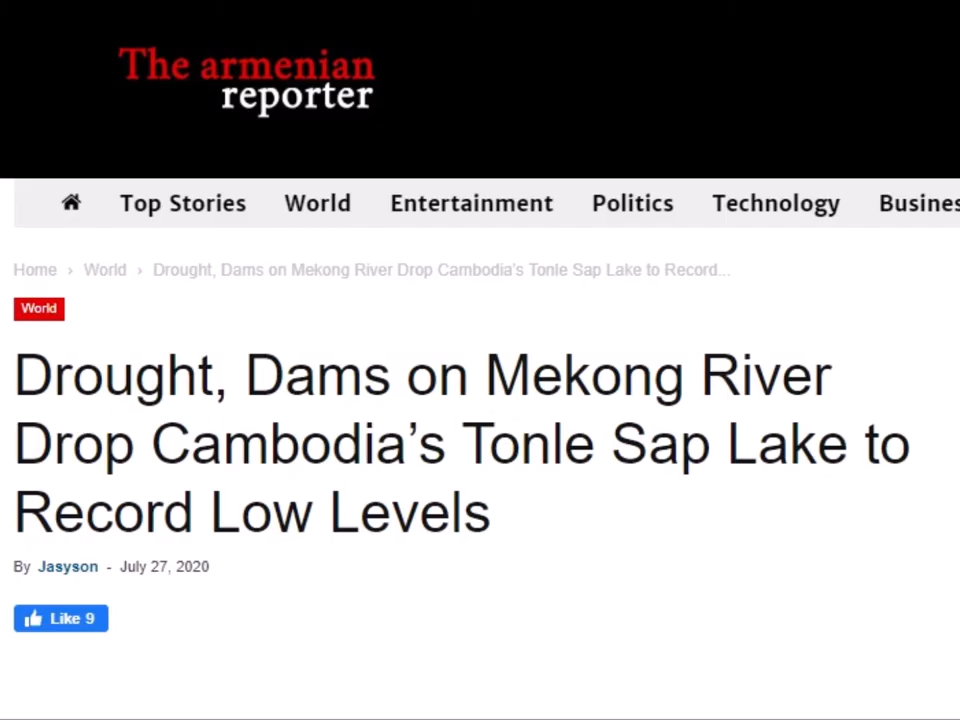 The armenian
reporter
Top Stories World Entertainment Politics Technology Busines
Home › World › Drought, Dams on Mekong River Drop Cambodia's Tonle Sap Lake to Record...
World
Drought, Dams on Mekong River
Drop Cambodia’s Tonle Sap Lake to
Record Low Levels
By Jasyson - July 27, 2020
Like 9